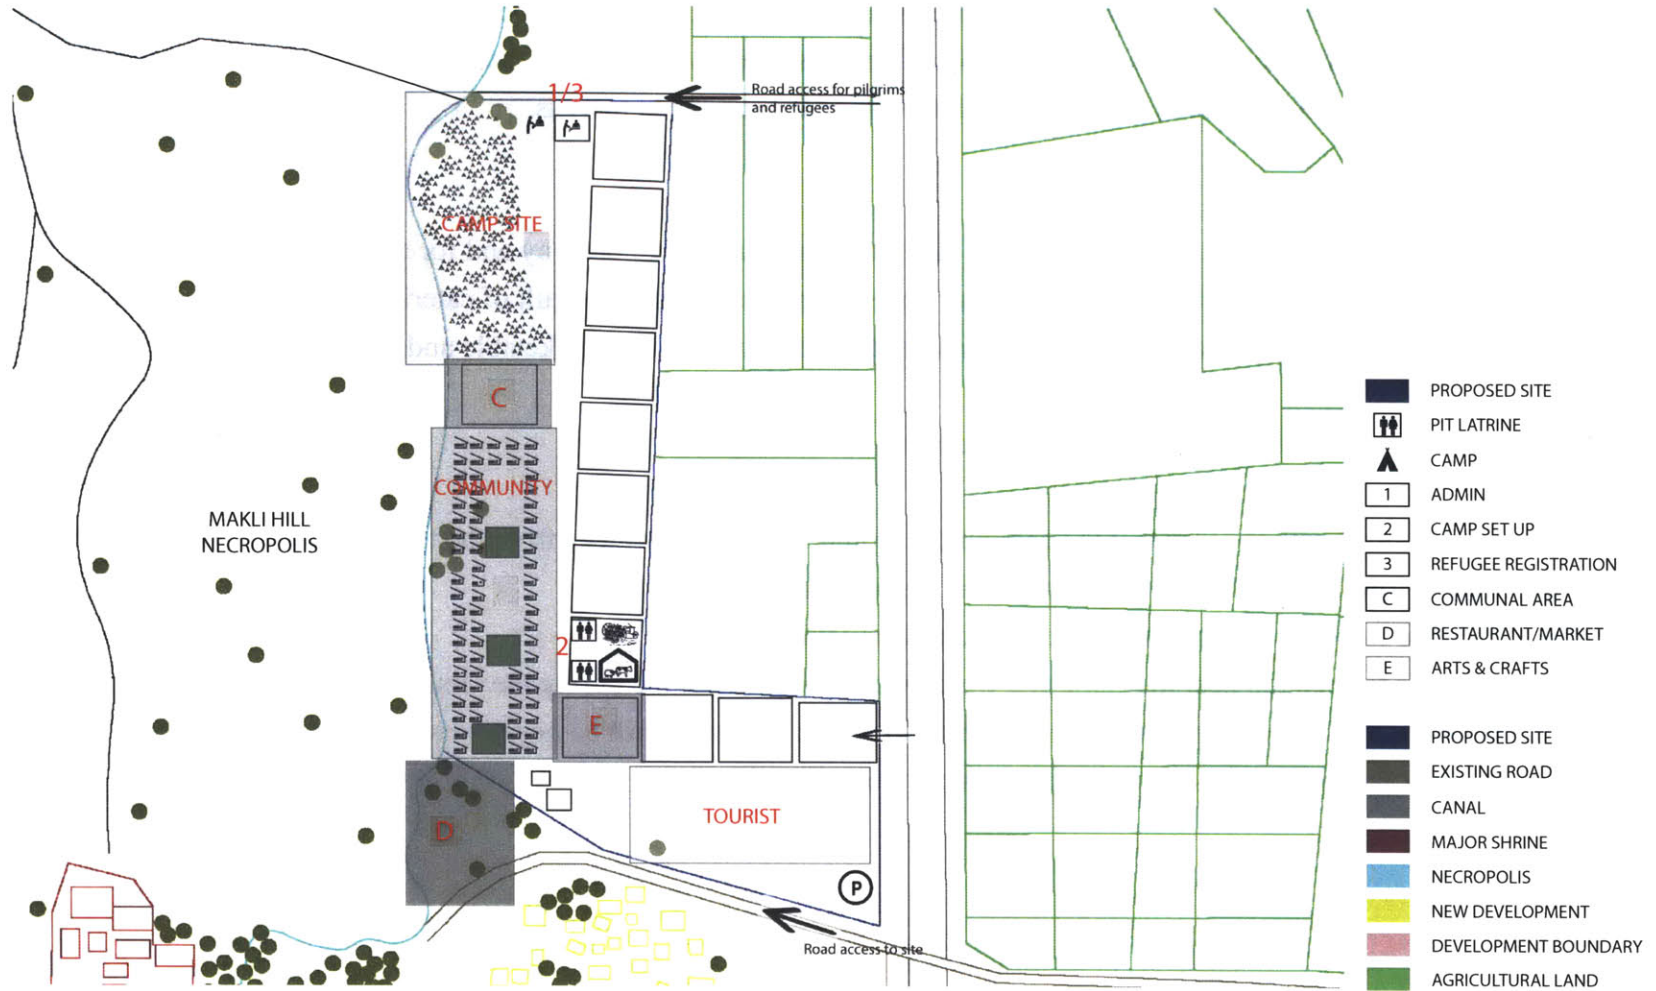 1/3
Road access for pilgrims
and refugees
CAMP SITE
C
COMMUNITY
MAKLI HILL
NECROPOLIS
2
E
TOURIST
D
P
Road access to site
PROPOSED SITE
PIT LATRINE
CAMP
1 ADMIN
2 CAMP SET UP
3 REFUGEE REGISTRATION
C COMMUNAL AREA
D RESTAURANT/MARKET
E ARTS & CRAFTS
PROPOSED SITE
EXISTING ROAD
CANAL
MAJOR SHRINE
NECROPOLIS
NEW DEVELOPMENT
DEVELOPMENT BOUNDARY
AGRICULTURAL LAND